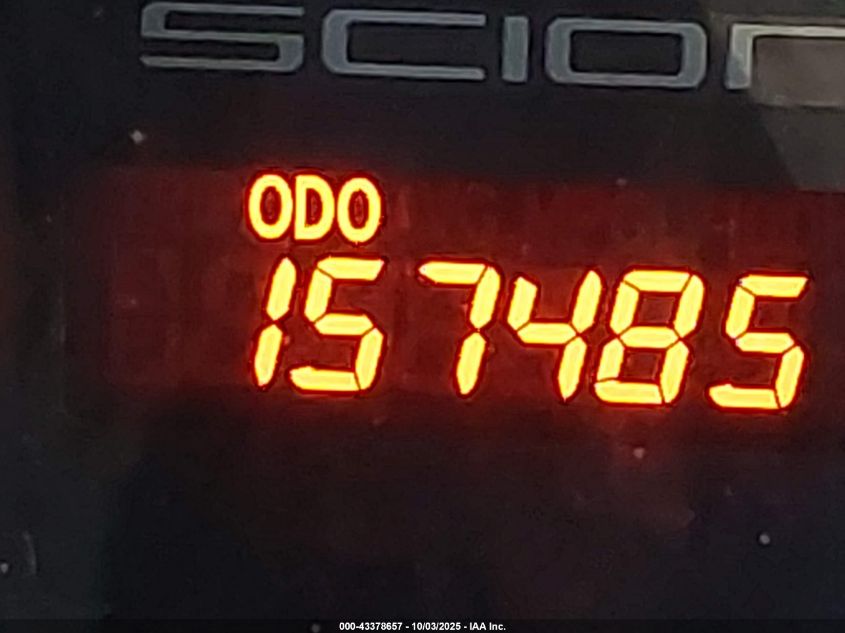 SCION
ODO
157485
000-43378657 - 10/03/2025 - IAA Inc.